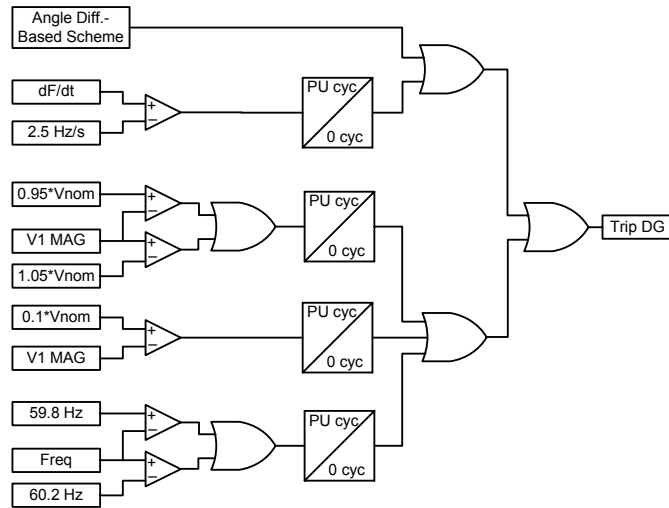 Angle Diff.-
Based Scheme
dF/dt
2.5 Hz/s
+
−
PU cyc
0 cyc
0.95*Vnom
V1 MAG
1.05*Vnom
+
−
+
−
PU cyc
0 cyc
0.1*Vnom
V1 MAG
+
−
PU cyc
0 cyc
59.8 Hz
Freq
60.2 Hz
+
−
+
−
PU cyc
0 cyc
Trip DG